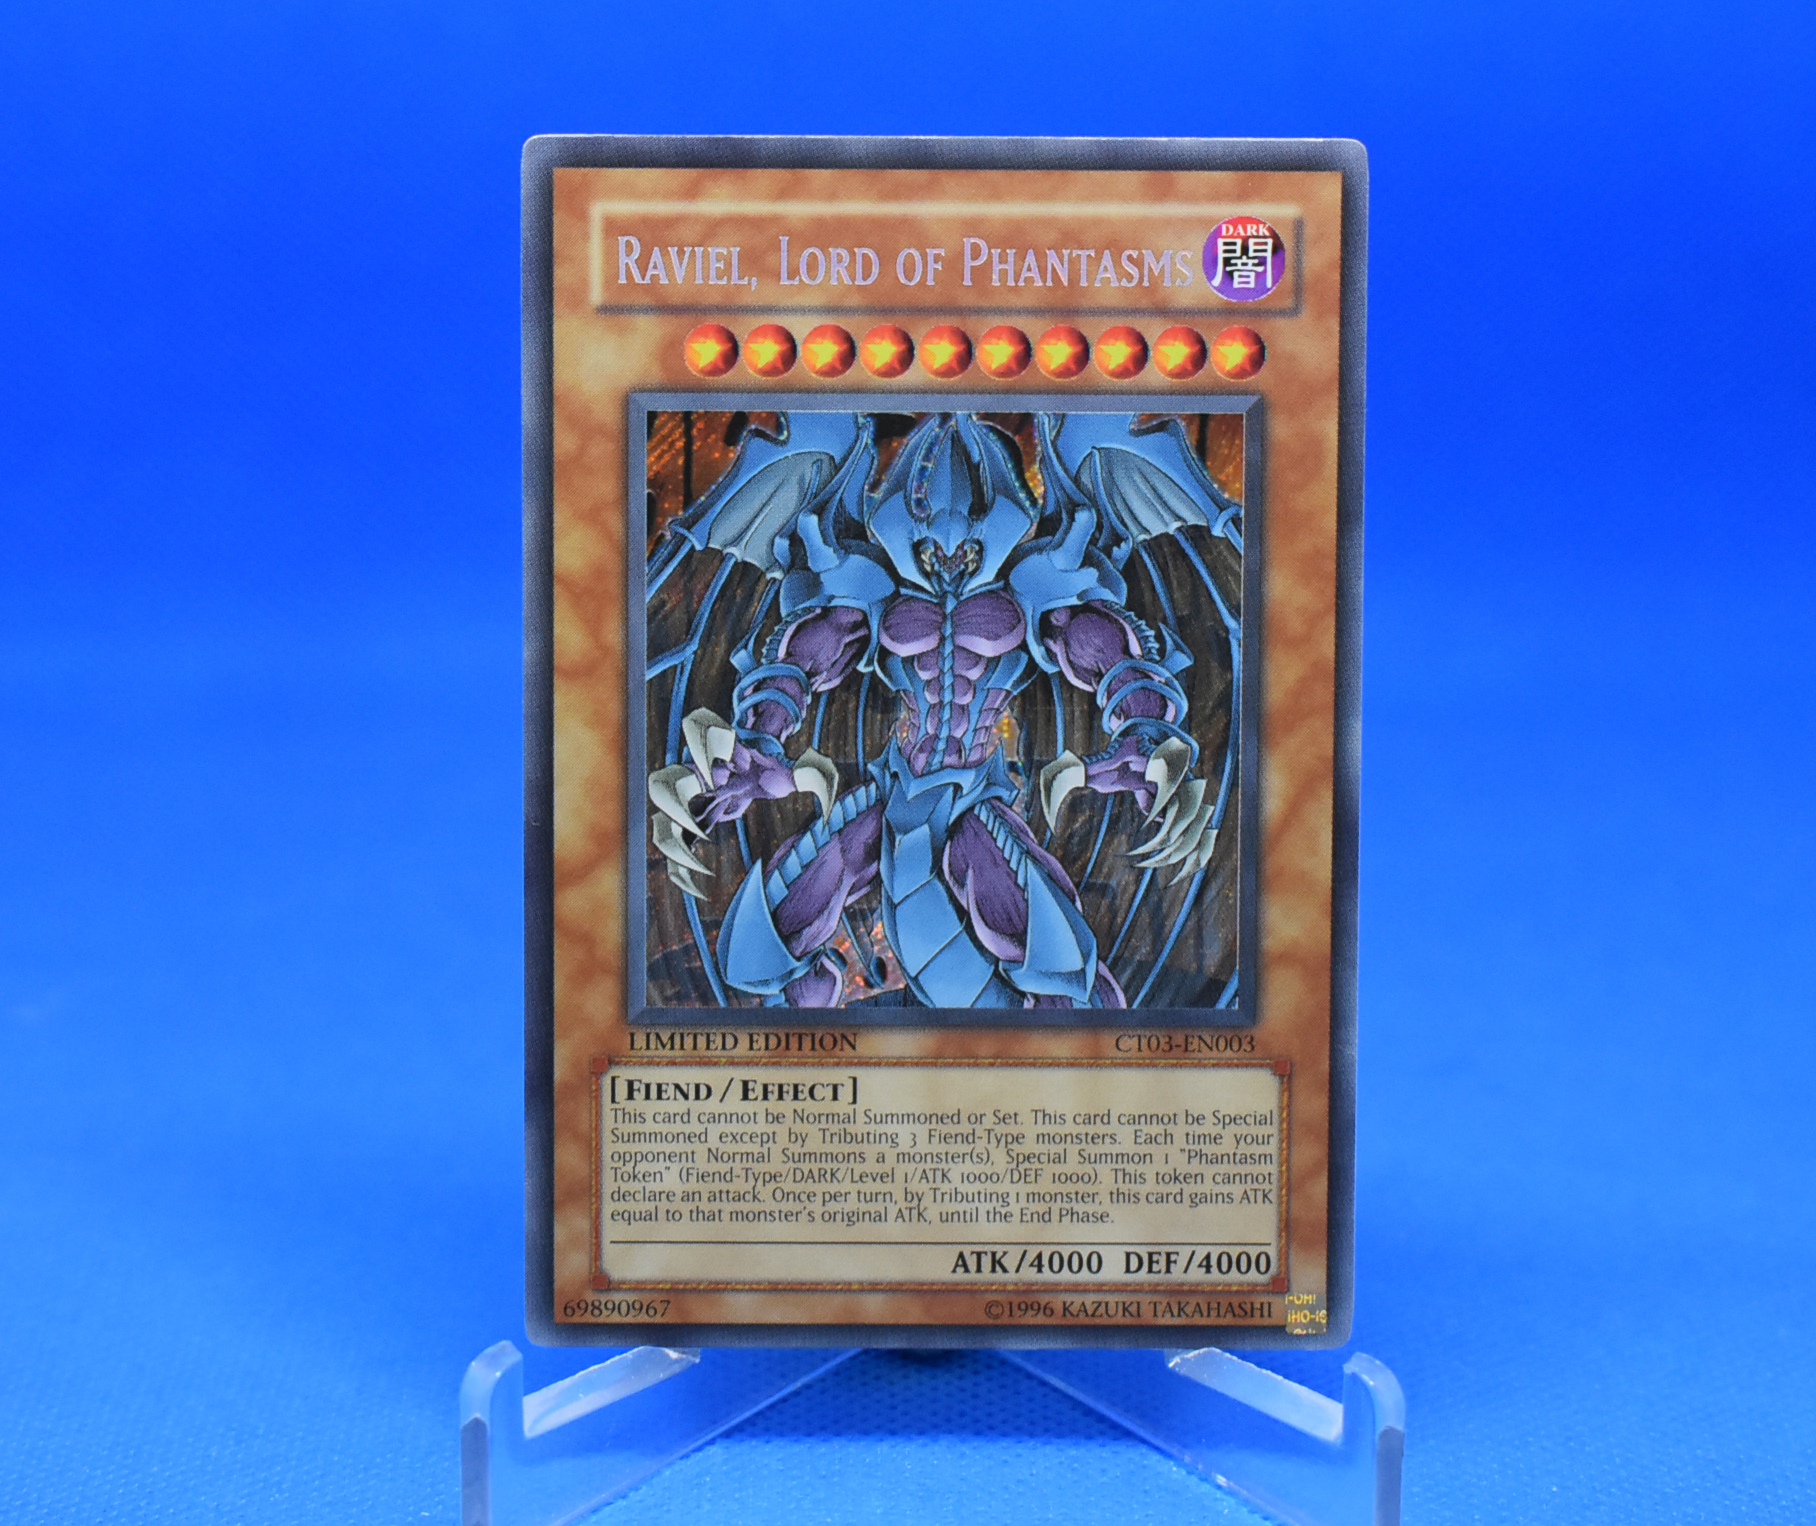 RAVIEL, LORD OF PHANTASMS
DARK
闇
LIMITED EDITION CT03-EN003
[FIEND / EFFECT]
This card cannot be Normal Summoned or Set. This card cannot be Special
Summoned except by Tributing 3 Fiend-Type monsters. Each time your
opponent Normal Summons a monster(s), Special Summon 1 "Phantasm
Token" (Fiend-Type/DARK/Level 1/ATK 1000/DEF 1000). This token cannot
declare an attack. Once per turn, by Tributing 1 monster, this card gains ATK
equal to that monster's original ATK, until the End Phase.
ATK/4000 DEF/4000
69890967 ©1996 KAZUKI TAKAHASHI